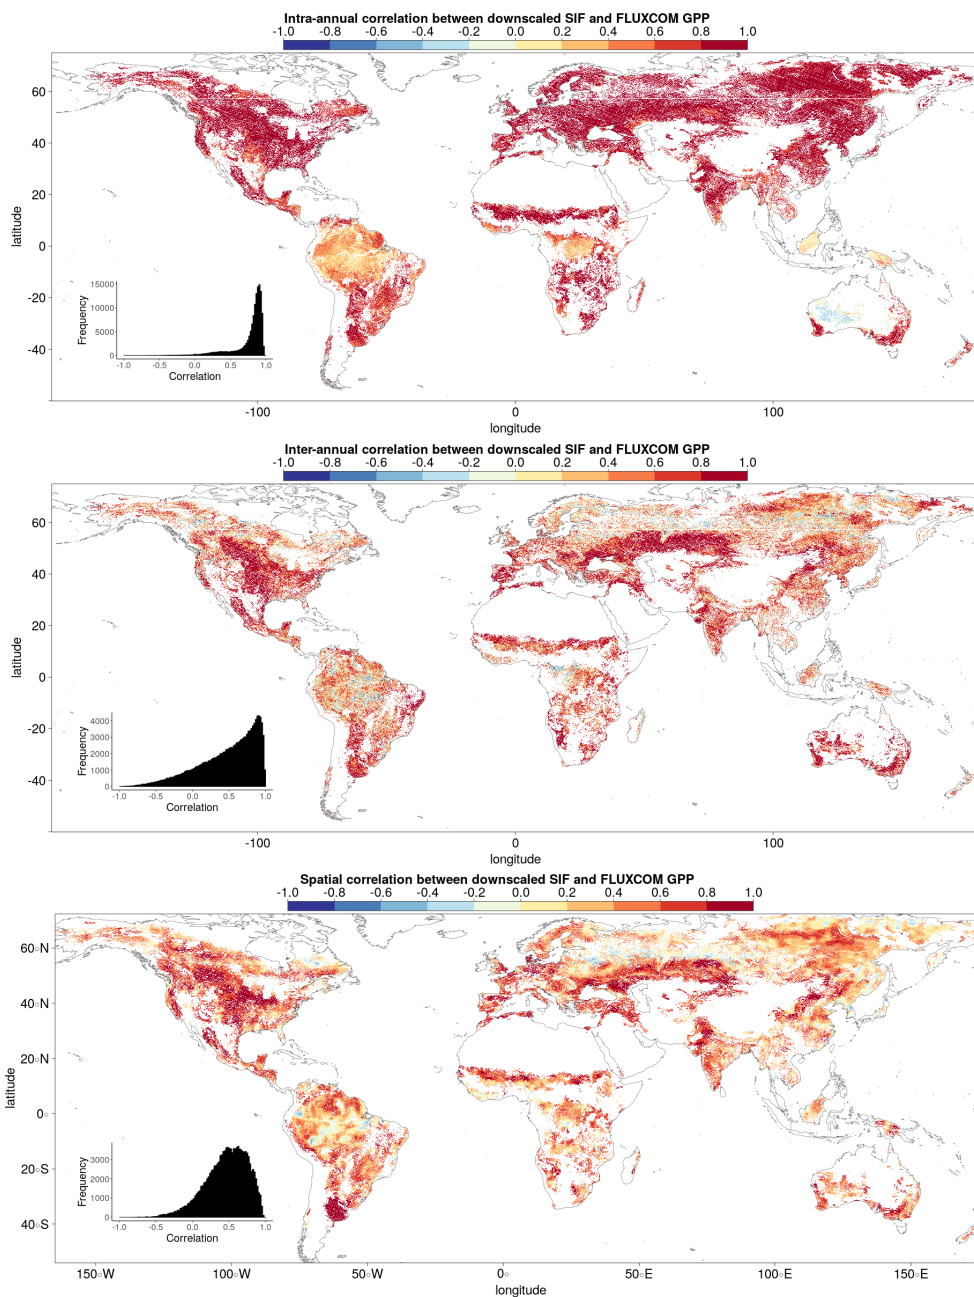 Intra-annual correlation between downscaled SIF and FLUXCOM GPP
-1.0 -0.8 -0.6 -0.4 -0.2 0.0 0.2 0.4 0.6 0.8 1.0
60
40
20
0
-20
-40
latitude
15000
10000
5000
0
Frequency
-1.0 -0.5 0.0 0.5 1.0
Correlation
-100 0 100
longitude
Inter-annual correlation between downscaled SIF and FLUXCOM GPP
-1.0 -0.8 -0.6 -0.4 -0.2 0.0 0.2 0.4 0.6 0.8 1.0
60
40
20
0
-20
-40
latitude
4000
3000
2000
1000
0
Frequency
-1.0 -0.5 0.0 0.5 1.0
Correlation
-100 0 100
longitude
Spatial correlation between downscaled SIF and FLUXCOM GPP
-1.0 -0.8 -0.6 -0.4 -0.2 0.0 0.2 0.4 0.6 0.8 1.0
60○N
40○N
20○N
0○
20○S
40○S
latitude
3000
2000
1000
0
Frequency
-1.0 -0.5 0.0 0.5 1.0
Correlation
150○W 100○W 50○W 0○ 50○E 100○E 150○E
longitude